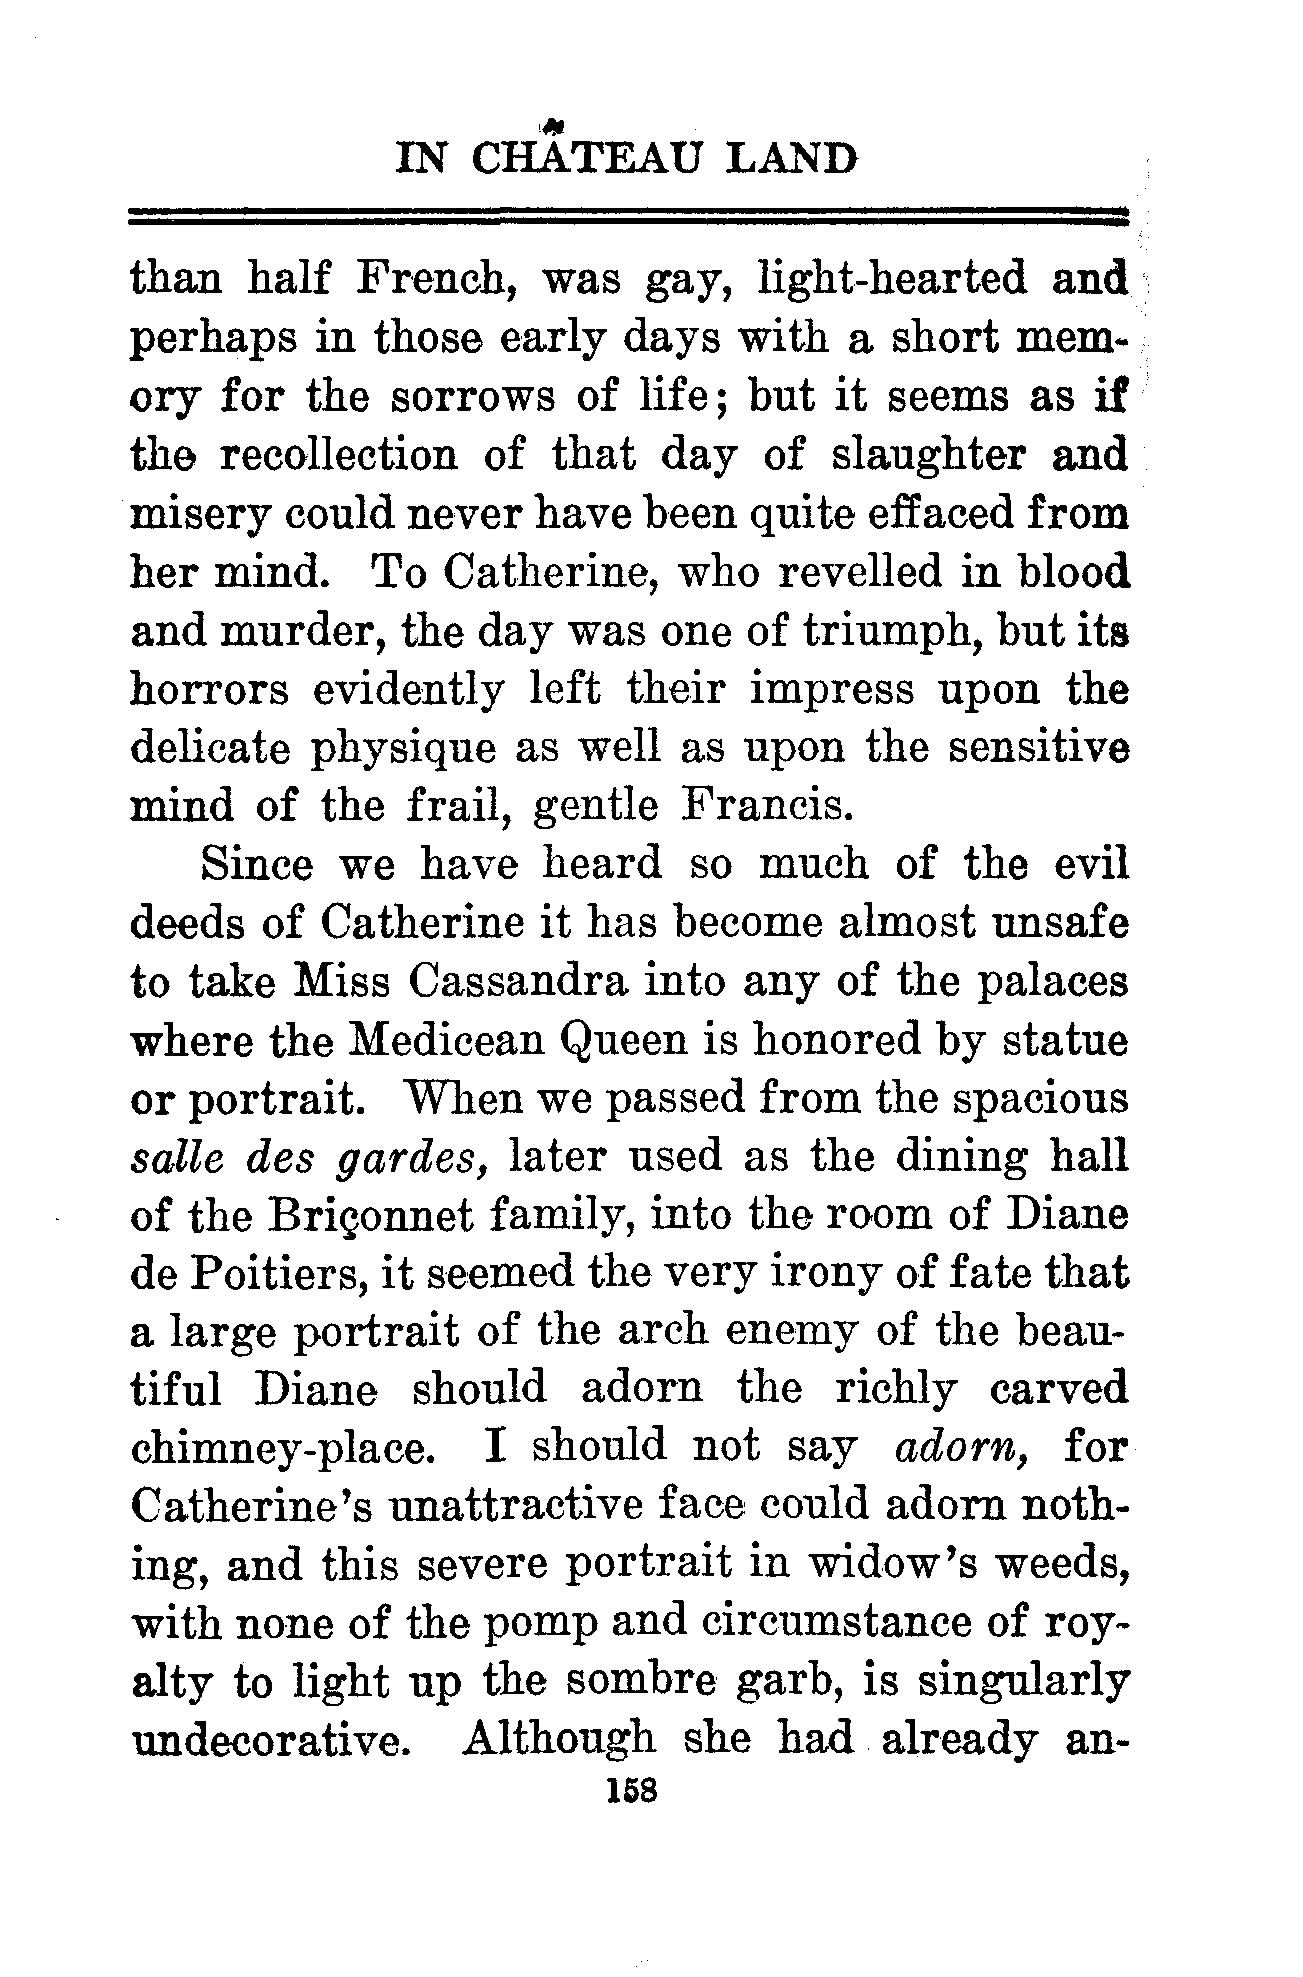 IN CHÂTEAU LAND
than half French, was gay, light-hearted and
perhaps in those early days with a short mem-
ory for the sorrows of life; but it seems as if
the recollection of that day of slaughter and
misery could never have been quite effaced from
her mind. To Catherine, who revelled in blood
and murder, the day was one of triumph, but its
horrors evidently left their impress upon the
delicate physique as well as upon the sensitive
mind of the frail, gentle Francis.
Since we have heard so much of the evil
deeds of Catherine it has become almost unsafe
to take Miss Cassandra into any of the palaces
where the Medicean Queen is honored by statue
or portrait. When we passed from the spacious
salle des gardes, later used as the dining hall
of the Briçonnet family, into the room of Diane
de Poitiers, it seemed the very irony of fate that
a large portrait of the arch enemy of the beau-
tiful Diane should adorn the richly carved
chimney-place. I should not say adorn, for
Catherine's unattractive face could adorn noth-
ing, and this severe portrait in widow's weeds,
with none of the pomp and circumstance of roy-
alty to light up the sombre garb, is singularly
undecorative. Although she had already an-
158